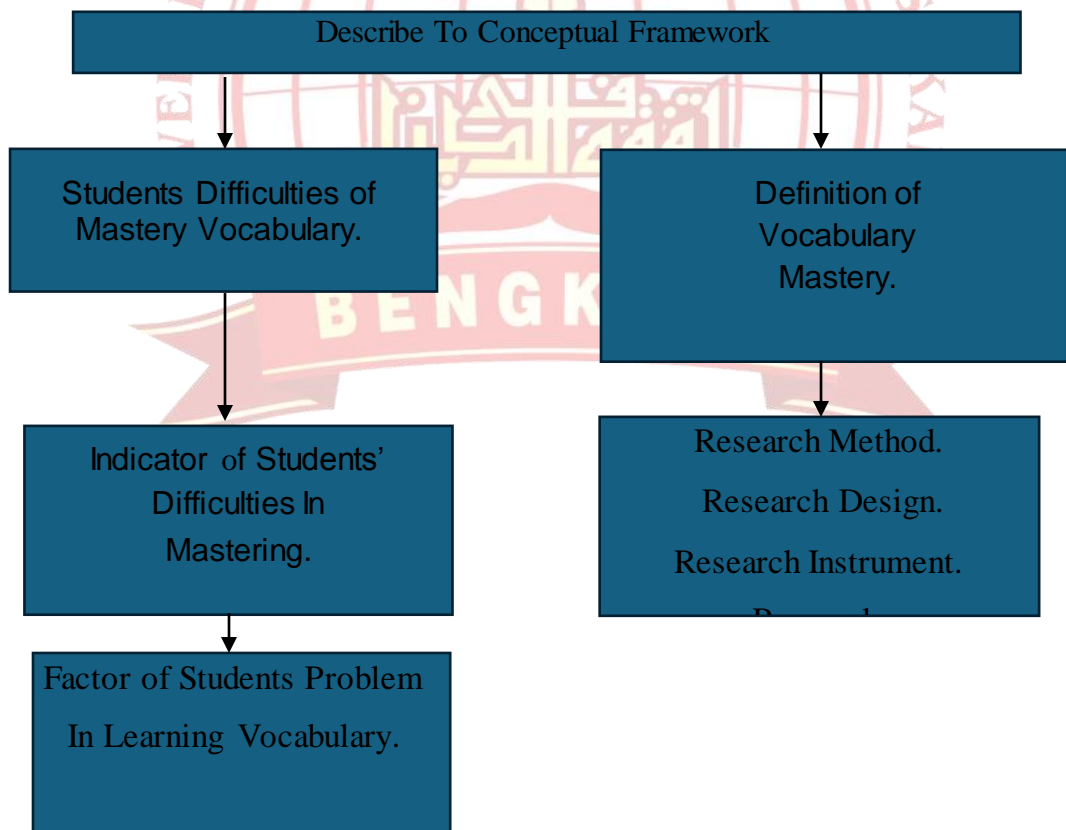 Describe To Conceptual Framework
Students Difficulties of
Mastery Vocabulary.
Definition of
Vocabulary
Mastery.
BENGK
Indicator of Students’
Difficulties In
Mastering.
Research Method.
Research Design.
Research Instrument.
Factor of Students Problem
In Learning Vocabulary.